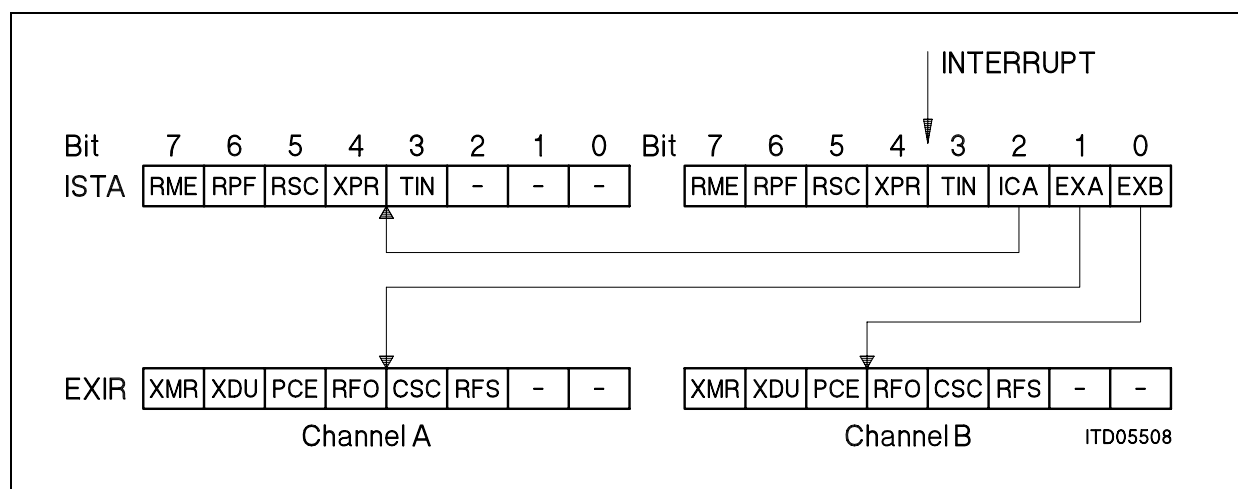 INTERRUPT
Bit 7 6 5 4 3 2 1 0 Bit 7 6 5 4 3 2 1 0
ISTA RME RPF RSC XPR TIN - - - RME RPF RSC XPR TIN ICA EXA EXB
EXIR XMR XDU PCE RFO CSC RFS - - XMR XDU PCE RFO CSC RFS - -
Channel A Channel B ITD05508